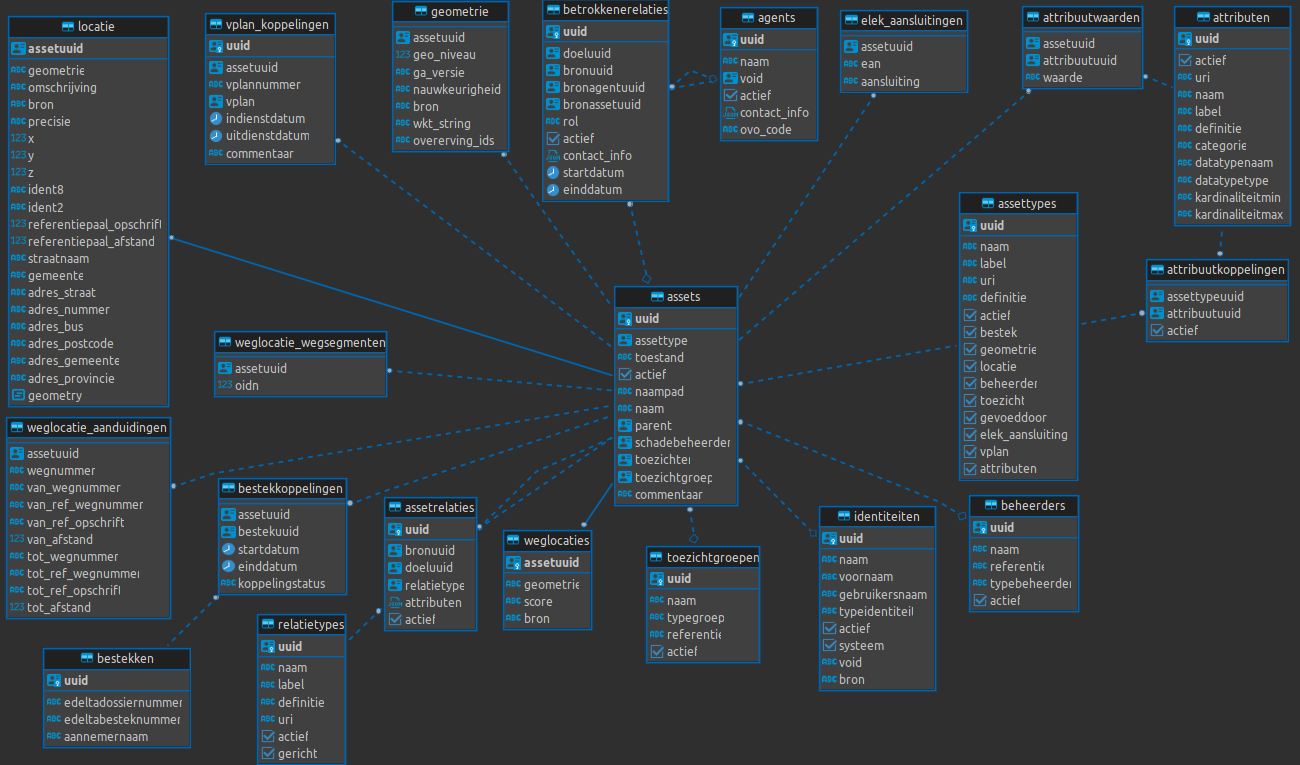 locatie
assetuuid
geometrie
omschrijving
bron
precisie
x
y
z
ident8
ident2
referentiepaal_opschrift
referentiepaal_afstand
straatnaam
gemeente
adres_straat
adres_nummer
adres_bus
adres_postcode
adres_gemeente
adres_provincie
geometry
vplan_koppelingen
uuid
assetuuid
vplannummer
vplan
indienstdatum
uitdienstdatum
commentaar
geometrie
assetuuid
geo_niveau
ga_versie
nauwkeurigheid
bron
wkt_string
overerving_ids
betrokkenerelaties
uuid
doeluuid
bronuuid
bronagentuuid
bronassetuuid
rol
actief
contact_info
startdatum
einddatum
agents
uuid
naam
void
actief
contact_info
ovo_code
elek_aansluitingen
assetuuid
ean
aansluiting
attribuutwaarden
assetuuid
attribuutuuid
waarde
attributen
uuid
actief
uri
naam
label
definitie
categorie
datatypenaam
datatypetype
kardinaliteitmin
kardinaliteitmax
assettypes
uuid
naam
label
uri
definitie
actief
bestek
geometrie
locatie
beheerder
toezicht
gevoeddoor
elek_aansluiting
vplan
attributen
attribuutkoppelingen
assettypeuuid
attribuutuuid
actief
assets
uuid
assettype
toestand
actief
naampad
naam
parent
schadebeheerder
toezichter
toezichtgroep
commentaar
weglocatie_wegsegmenten
assetuuid
oidn
weglocatie_aanduidingen
assetuuid
wegnummer
van_wegnummer
van_ref_wegnummer
van_ref_opschrift
van_afstand
tot_wegnummer
tot_ref_wegnummer
tot_ref_opschrift
tot_afstand
bestekkoppelingen
assetuuid
bestekuuid
startdatum
einddatum
koppelingstatus
assetrelaties
uuid
bronuuid
doeluuid
relatietype
attributen
actief
weglocaties
assetuuid
geometrie
score
bron
toezichtgroepen
uuid
naam
typegroep
referentie
actief
identiteiten
uuid
naam
voornaam
gebruikersnaam
typeidentiteit
actief
systeem
void
bron
beheerders
uuid
naam
referentie
typebeheerder
actief
bestekken
uuid
edeltadossiernummer
edeltabesteknummer
aannemernaam
relatietypes
uuid
naam
label
definitie
uri
actief
gericht